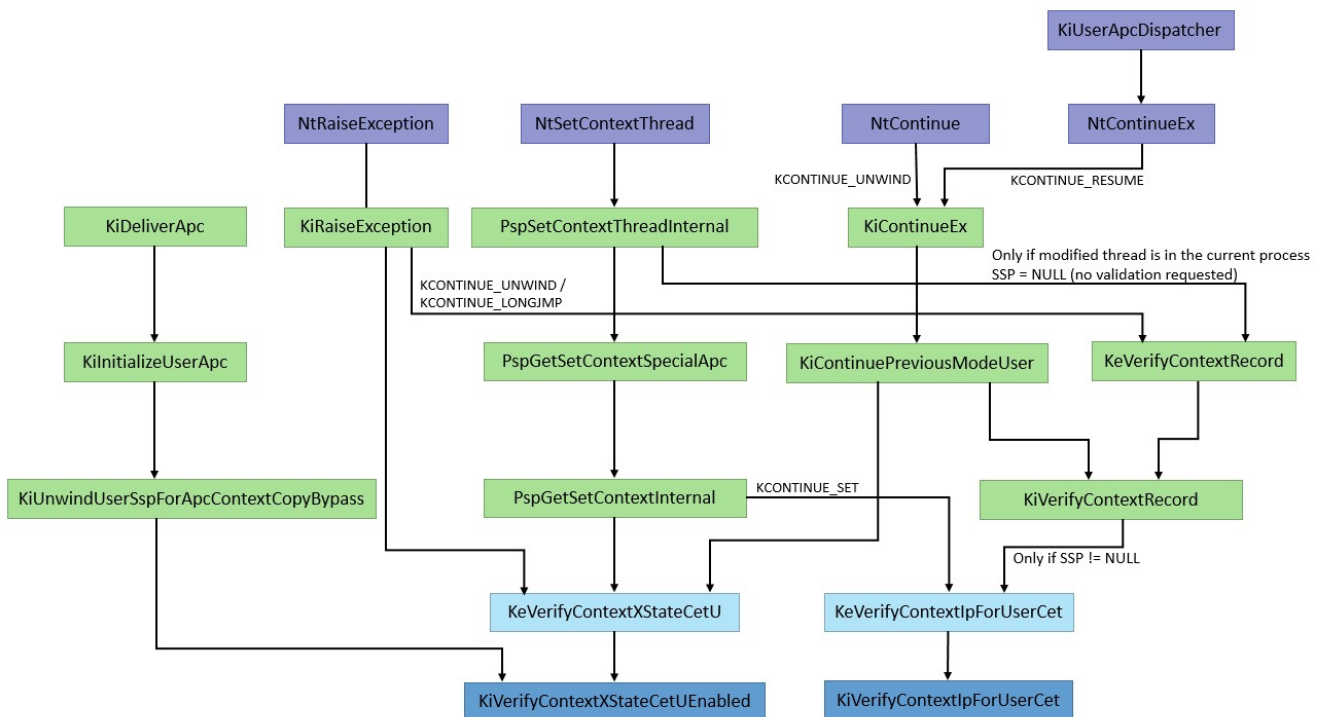 KiUserApcDispatcher
NtRaiseException
NtSetContextThread
NtContinue
NtContinueEx
KCONTINUE_UNWIND
KCONTINUE_RESUME
KiDeliverApc
KiRaiseException
PspSetContextThreadInternal
KiContinueEx
Only if modified thread is in the current process
SSP = NULL (no validation requested)
KCONTINUE_UNWIND /
KCONTINUE_LONGJMP
KiInitializeUserApc
PspGetSetContextSpecialApc
KiContinuePreviousModeUser
KeVerifyContextRecord
KiUnwindUserSspForApcContextCopyBypass
PspGetSetContextInternal
KCONTINUE_SET
KiVerifyContextRecord
Only if SSP != NULL
KeVerifyContextXStateCetU
KeVerifyContextIpForUserCet
KiVerifyContextXStateCetUEnabled
KiVerifyContextIpForUserCet